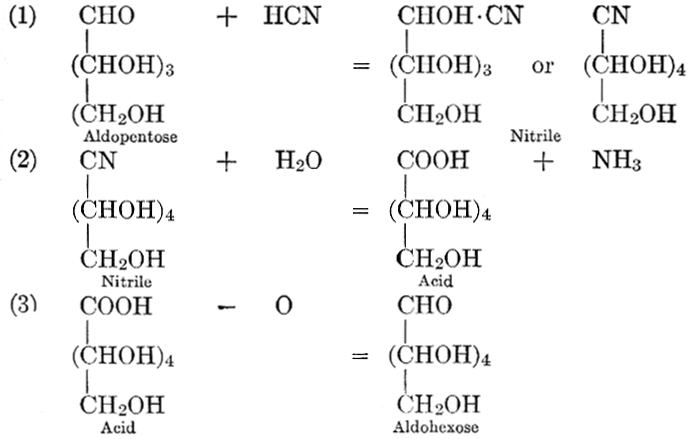 (1) CHO + HCN CHOH·CN CN
(CHOH)₃ = (CHOH)₃ or (CHOH)₄
(CH₂OH CH₂OH CH₂OH
Aldopentose Nitrile
(2) CN + H₂O COOH + NH₃
(CHOH)₄ = (CHOH)₄
CH₂OH CH₂OH
Nitrile Acid
(3) COOH − O CHO
(CHOH)₄ = (CHOH)₄
CH₂OH CH₂OH
Acid Aldohexose